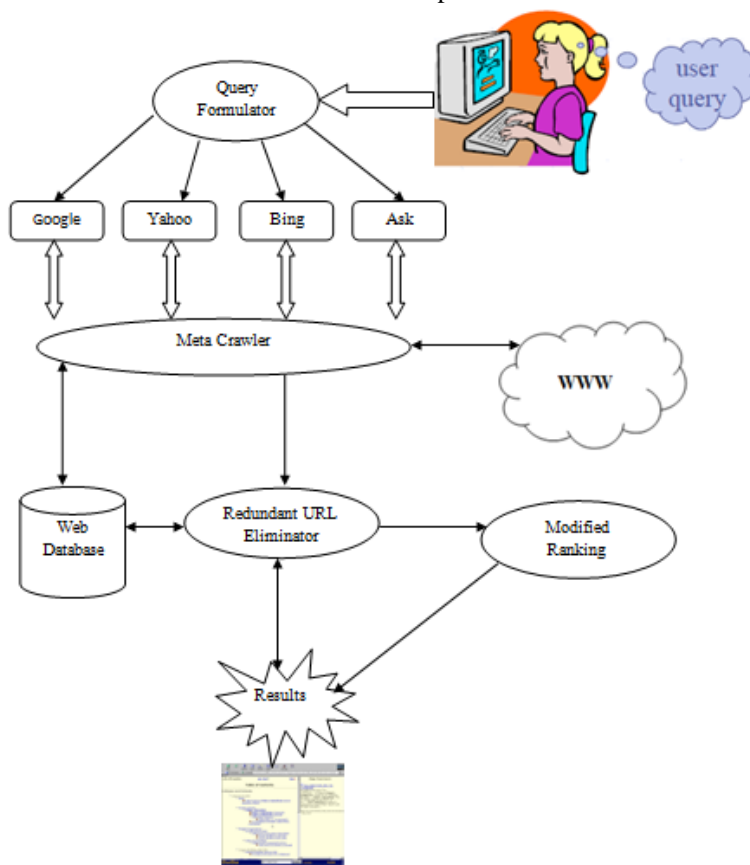 user
query
Query
Formulator
Google
Yahoo
Bing
Ask
Meta Crawler
WWW
Web
Database
Redundant URL
Eliminator
Modified
Ranking
Results